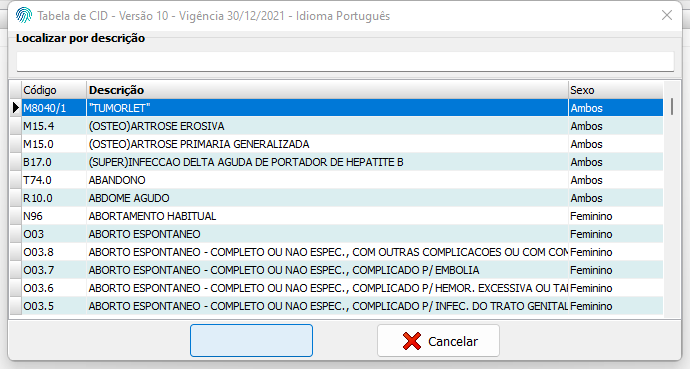 Tabela de CID - Versão 10 - Vigência 30/12/2021 - Idioma Português
Localizar por descrição
Código Descrição Sexo
M8040/1 "TUMORLET" Ambos
M15.4 (OSTEO)ARTROSE EROSIVA Ambos
M15.0 (OSTEO)ARTROSE PRIMARIA GENERALIZADA Ambos
B17.0 (SUPER)INFECCAO DELTA AGUDA DE PORTADOR DE HEPATITE B Ambos
T74.0 ABANDONO Ambos
R10.0 ABDOME AGUDO Ambos
N96 ABORTAMENTO HABITUAL Feminino
O03 ABORTO ESPONTANEO Feminino
O03.8 ABORTO ESPONTANEO - COMPLETO OU NAO ESPEC., COM OUTRAS COMPLICACOES OU COM COM Feminino
O03.7 ABORTO ESPONTANEO - COMPLETO OU NAO ESPEC., COMPLICADO P/ EMBOLIA Feminino
O03.6 ABORTO ESPONTANEO - COMPLETO OU NAO ESPEC., COMPLICADO P/ HEMOR. EXCESSIVA OU TAI Feminino
O03.5 ABORTO ESPONTANEO - COMPLETO OU NAO ESPEC., COMPLICADO P/ INFEC. DO TRATO GENITAL Feminino
Cancelar